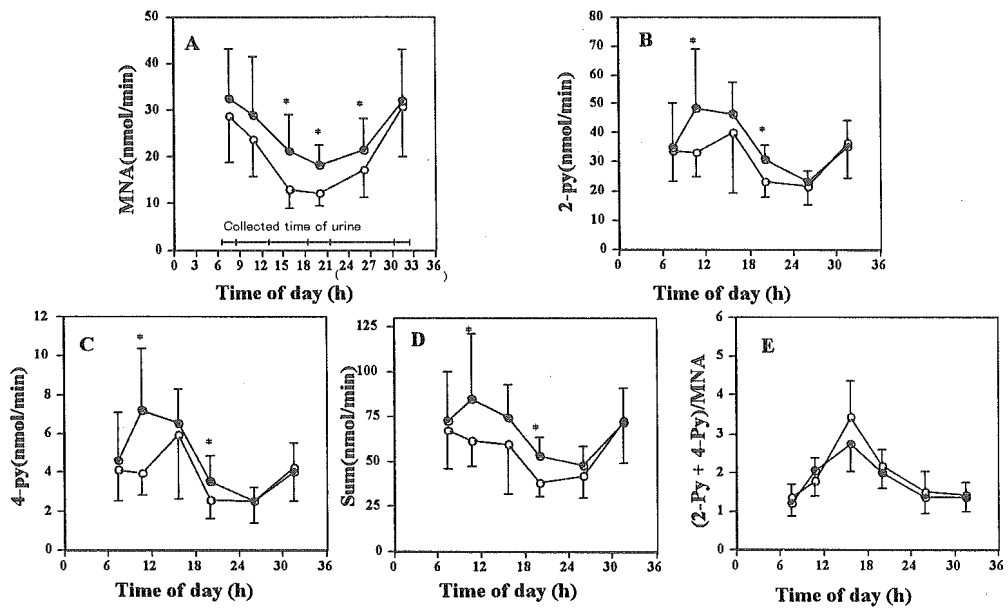 A
MNA(nmol/min)
50
40
30
20
10
0
* * *
Collected time of urine
0 3 6 9 12 15 18 21 24 27 30 33 36
( )
Time of day (h)
B
2-py(nmol/min)
80
70
60
50
40
30
20
10
0
* *
0 6 12 18 24 30 36
Time of day (h)
C
4-py(nmol/min)
12
10
8
6
4
2
0
* *
0 6 12 18 24 30 36
Time of day (h)
D
Sum(nmol/min)
125
100
75
50
25
0
* *
0 6 12 18 24 30 36
Time of day (h)
E
(2-Py + 4-Py)/MNA
6
5
4
3
2
1
0
0 6 12 18 24 30 36
Time of day (h)